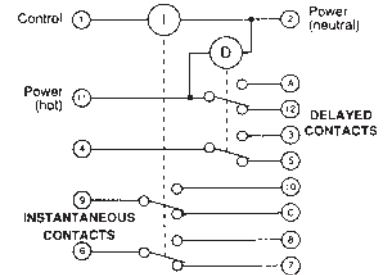 Control 1 I 2 Power
(neutral)
D
Power
(hot) 11 A
12
DELAYED
3 CONTACTS
4 5
9 10
INSTANTANEOUS C
CONTACTS
6 8
7